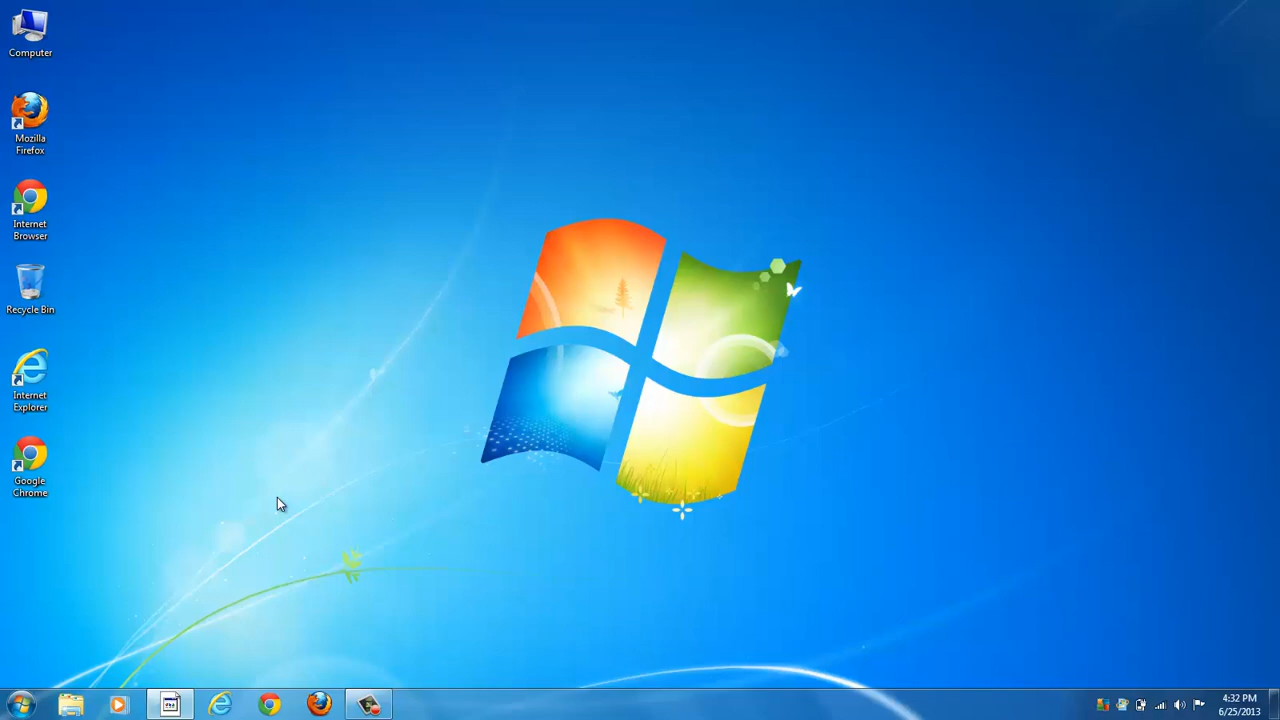 Computer
Mozilla
Firefox
Internet
Browser
Recycle Bin
Internet
Explorer
Google
Chrome
4:32 PM
6/25/2013